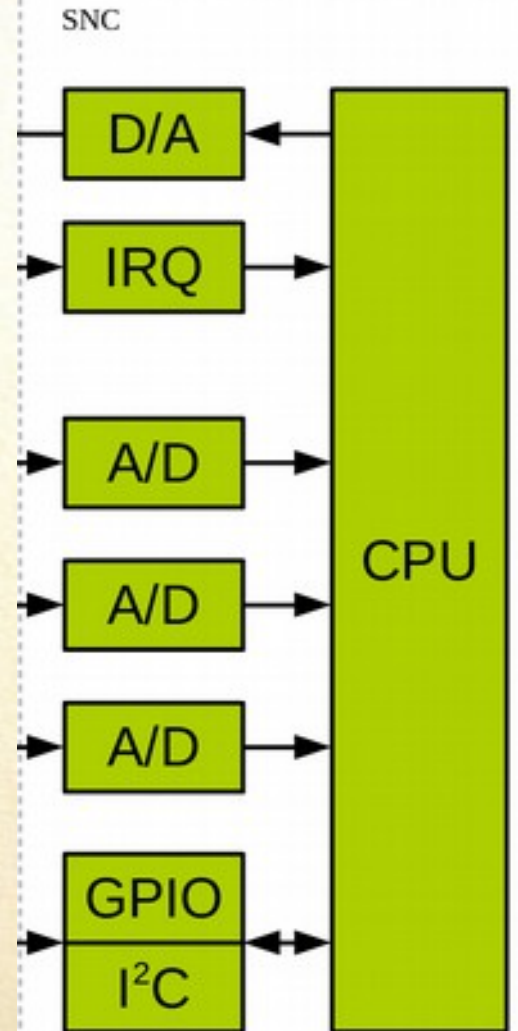 SNC
D/A
IRQ
A/D
A/D
CPU
A/D
GPIO
I²C